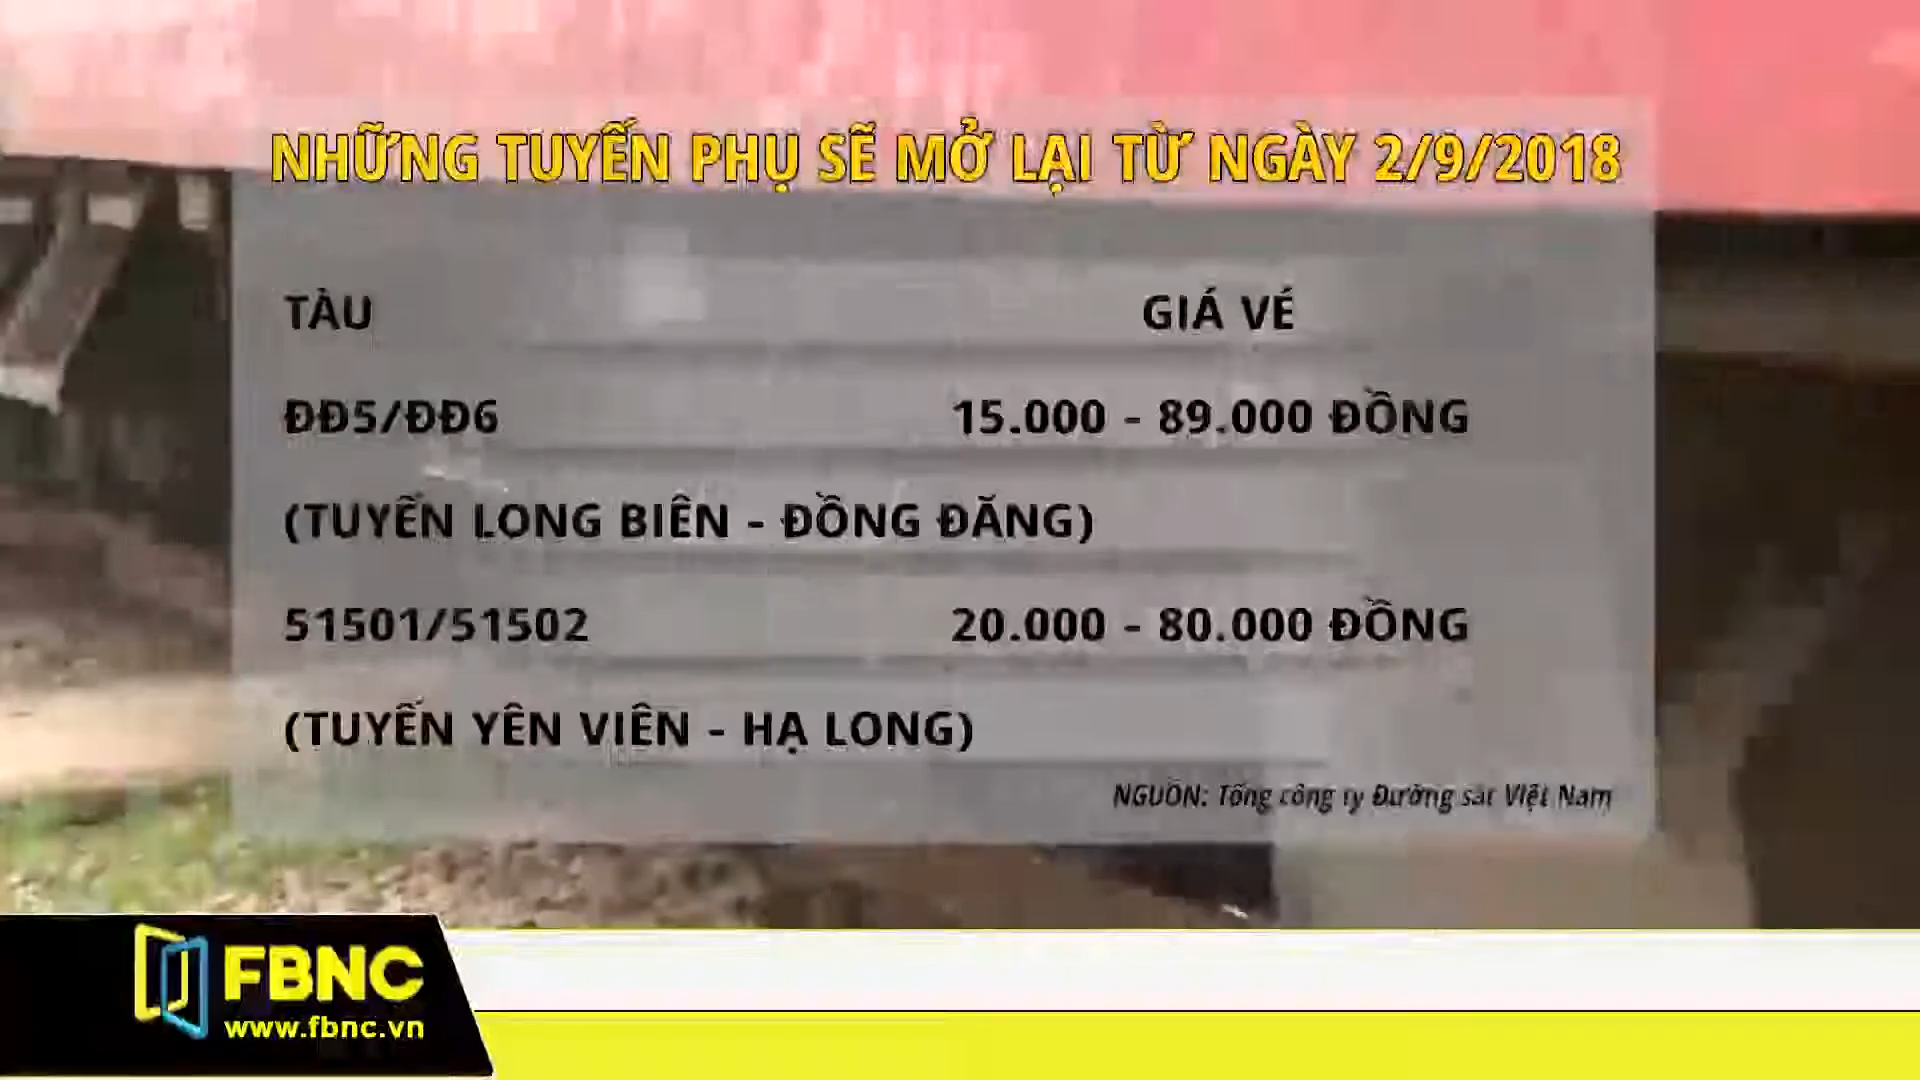 NHỮNG TUYẾN PHỤ SẼ MỞ LẠI TỪ NGÀY 2/9/2018
TÀU GIÁ VÉ
ĐĐ5/ĐĐ6 15.000 - 89.000 ĐỒNG
(TUYẾN LONG BIÊN - ĐỒNG ĐĂNG)
51501/51502 20.000 - 80.000 ĐỒNG
(TUYẾN YÊN VIÊN - HẠ LONG)
NGUỒN: Tổng công ty Đường sắt Việt Nam
FBNC
www.fbnc.vn